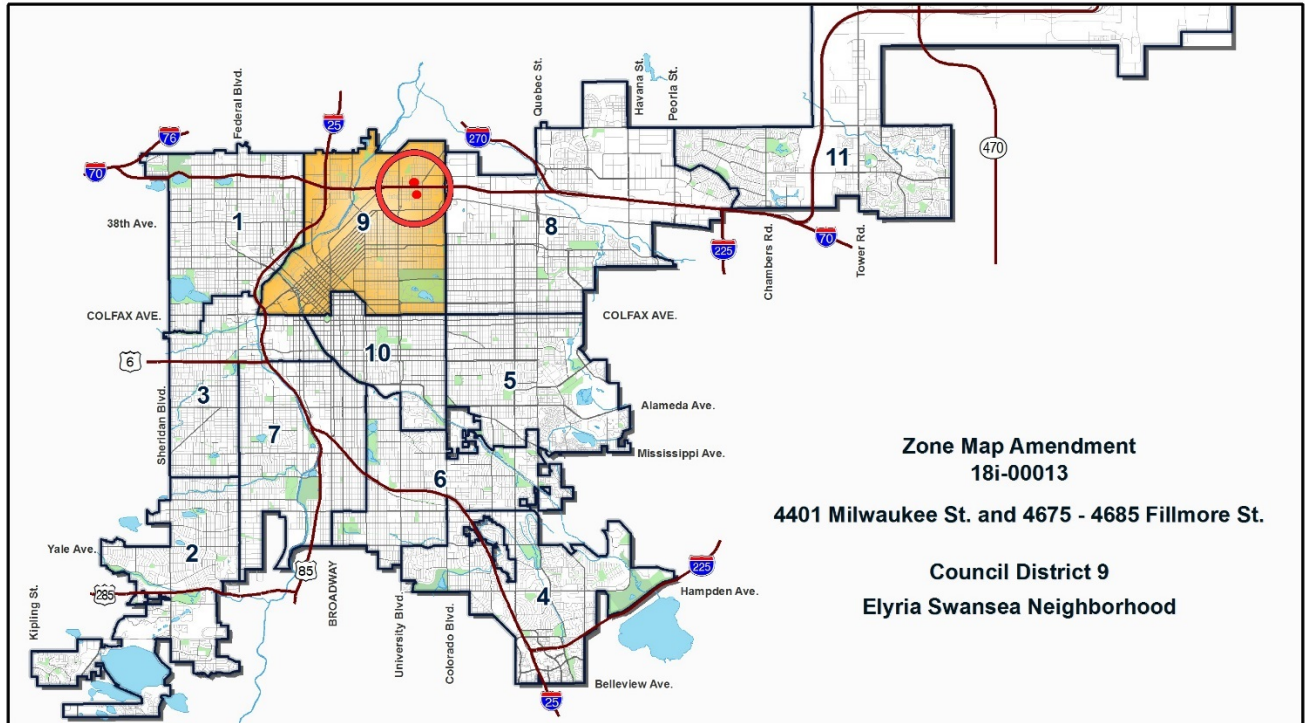 Federal Blvd.
Quebec St.
Havana St.
Peoria St.
76
25
270
470
70
11
38th Ave.
1
9
8
225
Chambers Rd.
70
Tower Rd.
COLFAX AVE.
COLFAX AVE.
6
10
5
3
Sheridan Blvd.
7
Alameda Ave.
Mississippi Ave.
6
Zone Map Amendment
18i-00013
4401 Milwaukee St. and 4675 - 4685 Fillmore St.
Council District 9
Elyria Swansea Neighborhood
Yale Ave.
2
85
285
BROADWAY
University Blvd.
Colorado Blvd.
4
225
Hampden Ave.
Kipling St.
Belleview Ave.
25